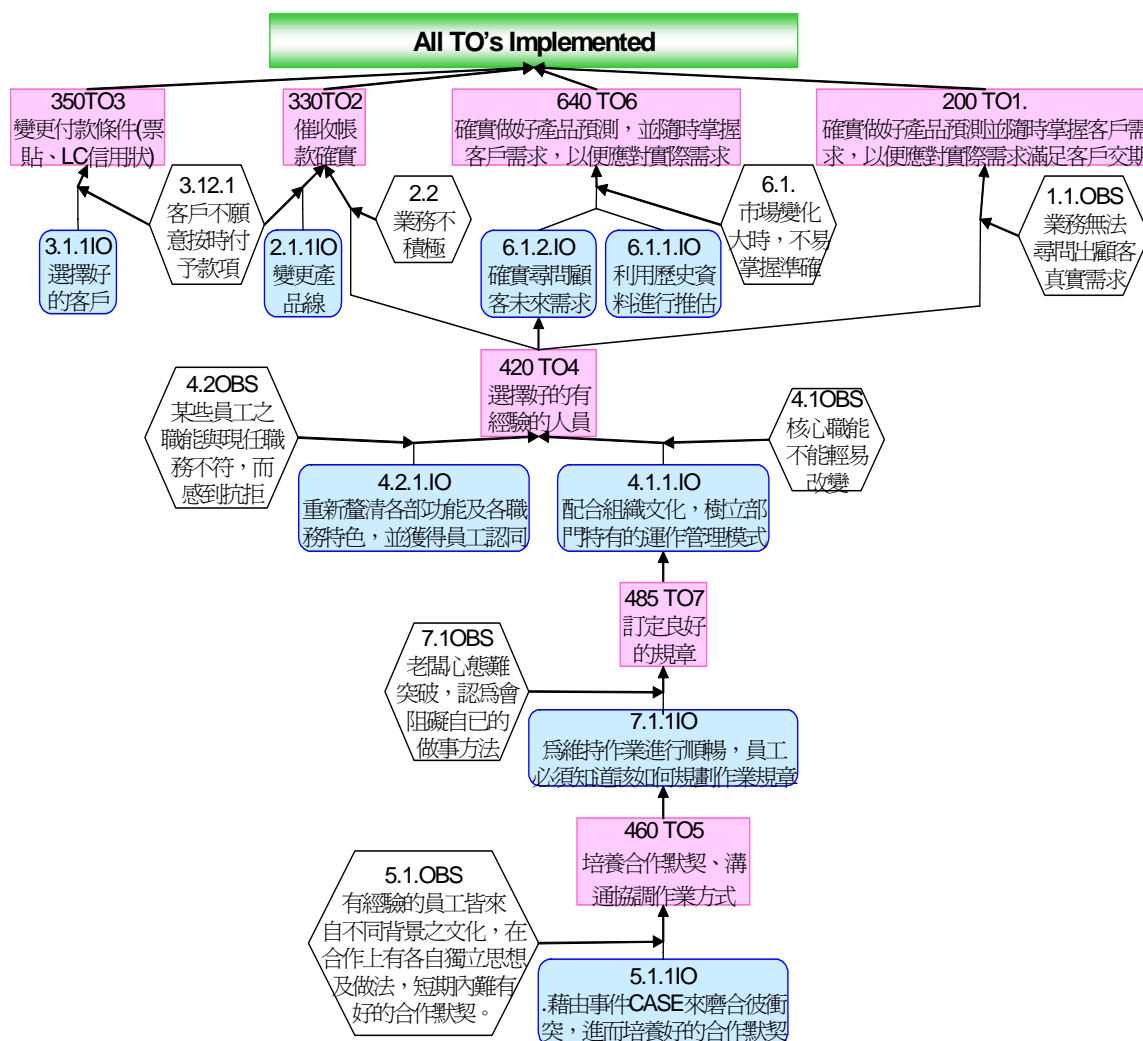 All TO's Implemented
350TO3
變更付款條件(票
貼、LC信用狀)
330TO2
催收帳
款確實
640 TO6
確實做好產品預測，並隨時掌握
客戶需求，以便應對實際需求
200 TO1.
確實做好產品預測並隨時掌握客戶需
求，以便應對實際需求滿足客戶交期
3.12.1
客戶不願
意按時付
予款項
2.2
業務不
積極
6.1.
市場變化
大時，不易
掌握準確
1.1.OBS
業務無法
尋問出顧客
真實需求
3.1.1IO
選擇好
的客戶
2.1.1IO
變更產
品線
6.1.2.IO
確實尋問顧
客未來需求
6.1.1.IO
利用歷史資
料進行推估
420 TO4
選擇好的有
經驗的人員
4.2OBS
某些員工之
職能與現任職
務不符，而
感到抗拒
4.1OBS
核心職能
不能輕易
改變
4.2.1.IO
重新釐清各部功能及各職
務特色，並獲得員工認同
4.1.1.IO
配合組織文化，樹立部
門特有的運作管理模式
485 TO7
訂定良好
的規章
7.1OBS
老闆心態難
突破，認為會
阻礙自己的
做事方法
7.1.1IO
為維持作業進行順暢，員工
必須知道該如何規劃作業規章
460 TO5
培養合作默契、溝
通協調作業方式
5.1.OBS
有經驗的員工皆來
自不同背景之文化，在
合作上有各自獨立思想
及做法，短期內難有
好的合作默契。
5.1.1IO
.藉由事件CASE來磨合彼衝
突，進而培養好的合作默契